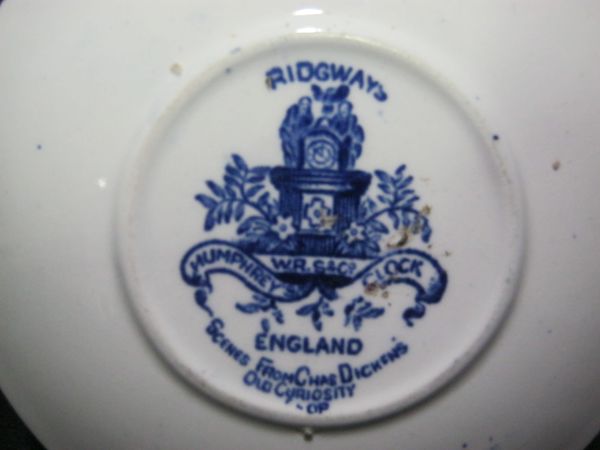 RIDGWAYS
HUMPHREY'S W.R.S & Co CLOCK
ENGLAND
SCENES FROM CHAS DICKENS
OLD CURIOSITY
-OP